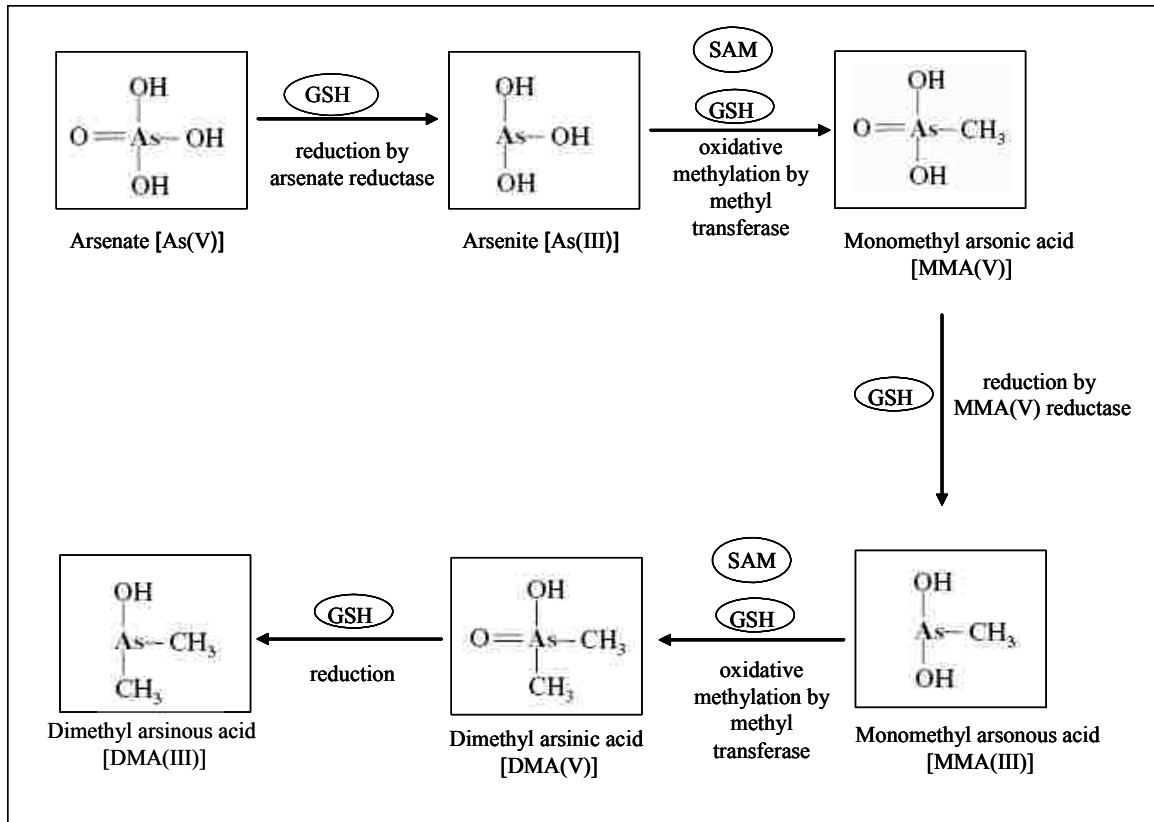 OH
O=As-OH
OH
Arsenate [As(V)]
GSH
reduction by
arsenate reductase
OH
As-OH
OH
Arsenite [As(III)]
SAM
GSH
oxidative
methylation by
methyl
transferase
OH
O=As-CH₃
OH
Monomethyl arsonic acid
[MMA(V)]
GSH
reduction by
MMA(V) reductase
OH
As-CH₃
OH
Monomethyl arsonous acid
[MMA(III)]
SAM
GSH
oxidative
methylation by
methyl
transferase
OH
O=As-CH₃
CH₃
Dimethyl arsinic acid
[DMA(V)]
GSH
reduction
OH
As-CH₃
CH₃
Dimethyl arsinous acid
[DMA(III)]